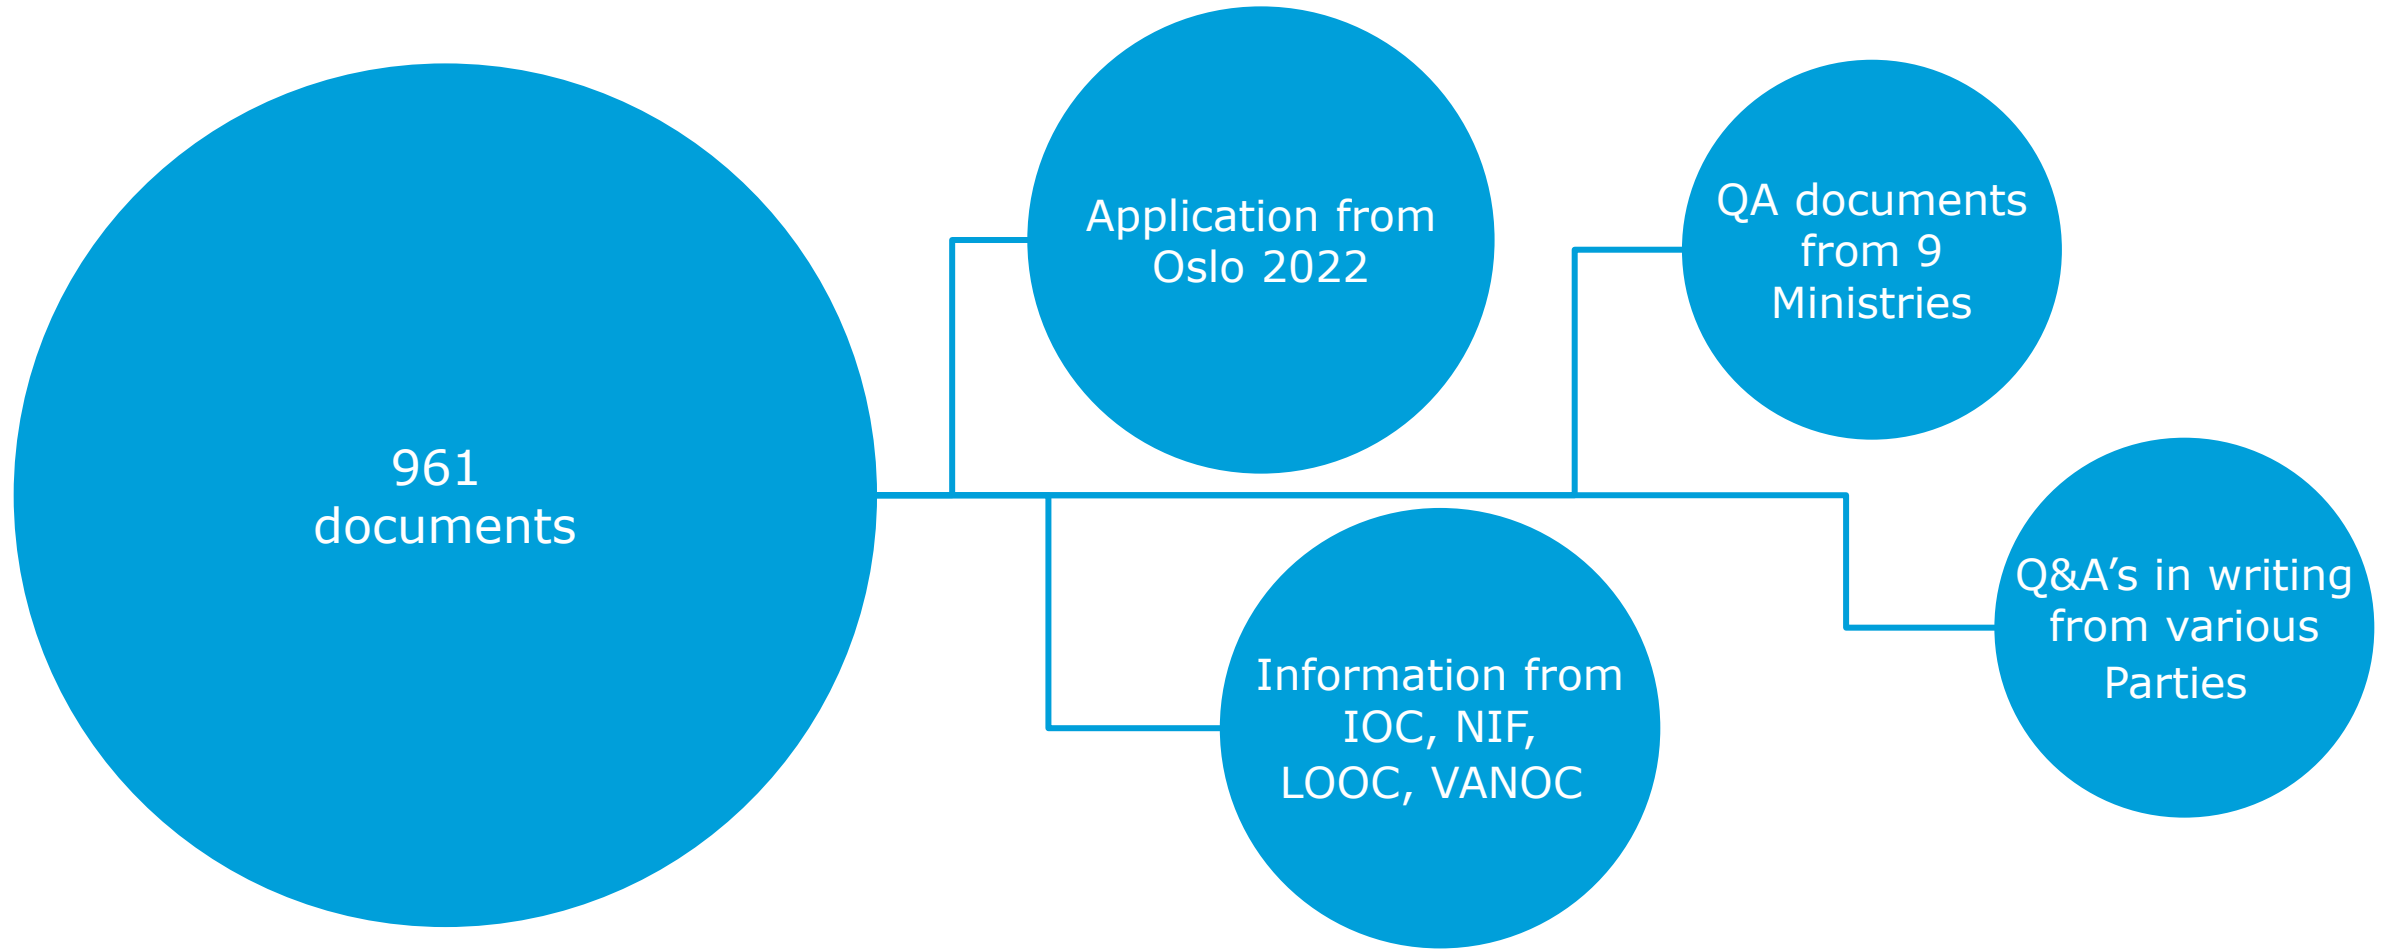 961
documents
Application from
Oslo 2022
QA documents
from 9
Ministries
Information from
IOC, NIF,
LOOC, VANOC
Q&A’s in writing
from various
Parties